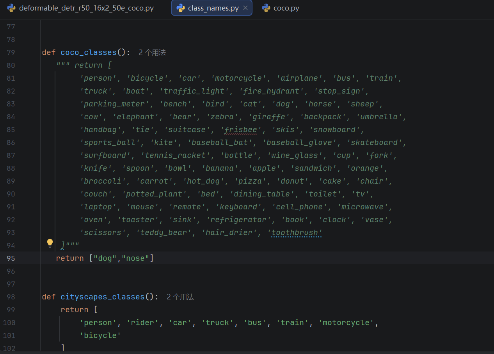 deformable_detr_r50_16x2_50e_coco.py class_names.py coco.py
77
78
79 def coco_classes(): 2 个用法
80 """ return [
81 'person', 'bicycle', 'car', 'motorcycle', 'airplane', 'bus', 'train',
82 'truck', 'boat', 'traffic_light', 'fire_hydrant', 'stop_sign',
83 'parking_meter', 'bench', 'bird', 'cat', 'dog', 'horse', 'sheep',
84 'cow', 'elephant', 'bear', 'zebra', 'giraffe', 'backpack', 'umbrella',
85 'handbag', 'tie', 'suitcase', 'frisbee', 'skis', 'snowboard',
86 'sports_ball', 'kite', 'baseball_bat', 'baseball_glove', 'skateboard',
87 'surfboard', 'tennis_racket', 'bottle', 'wine_glass', 'cup', 'fork',
88 'knife', 'spoon', 'bowl', 'banana', 'apple', 'sandwich', 'orange',
89 'broccoli', 'carrot', 'hot_dog', 'pizza', 'donut', 'cake', 'chair',
90 'couch', 'potted_plant', 'bed', 'dining_table', 'toilet', 'tv',
91 'laptop', 'mouse', 'remote', 'keyboard', 'cell_phone', 'microwave',
92 'oven', 'toaster', 'sink', 'refrigerator', 'book', 'clock', 'vase',
93 'scissors', 'teddy_bear', 'hair_drier', 'toothbrush'
94 ]"""
95 return ["dog","nose"]
96
97
98 def cityscapes_classes(): 2 个用法
99 return [
100 'person', 'rider', 'car', 'truck', 'bus', 'train', 'motorcycle',
101 'bicycle'
102 ]